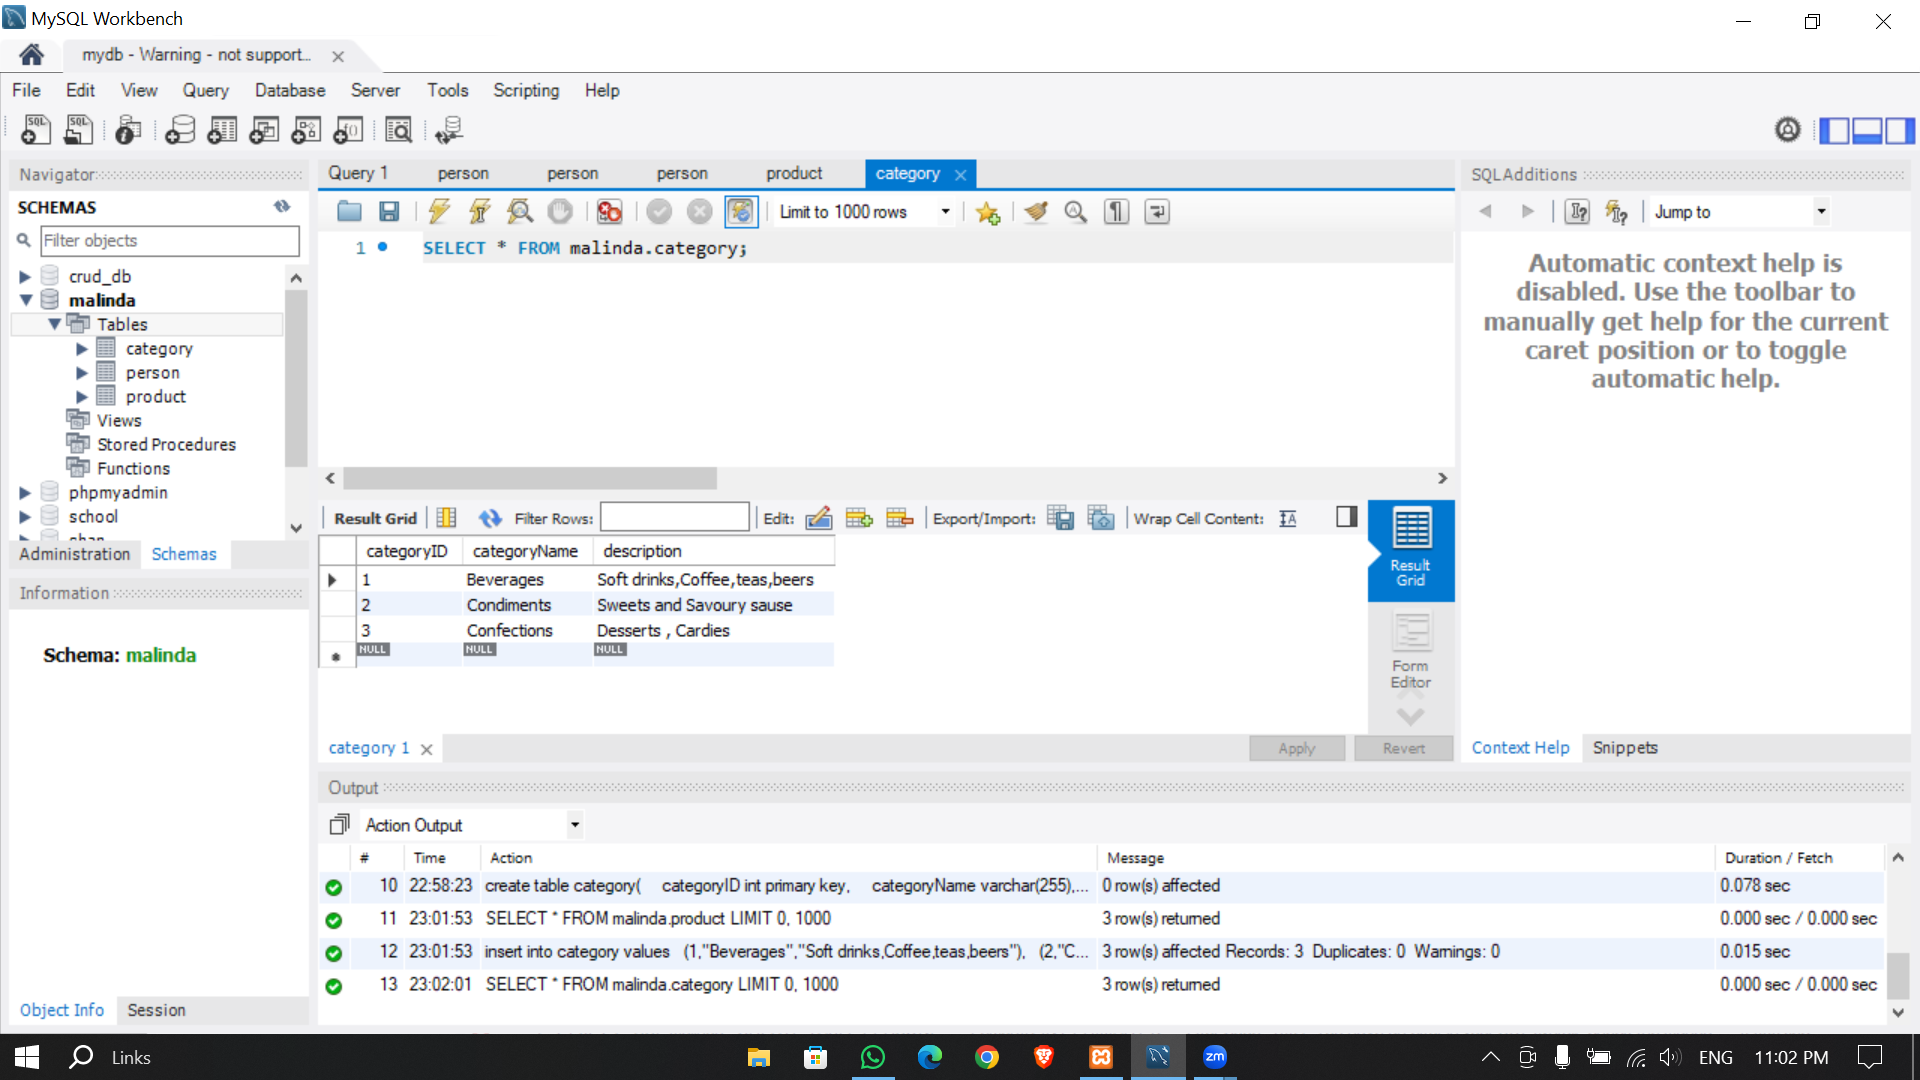 MySQL Workbench
mydb - Warning - not support...
File Edit View Query Database Server Tools Scripting Help
SQL SQL
Navigator
SCHEMAS
Filter objects
crud_db
malinda
Tables
category
person
product
Views
Stored Procedures
Functions
phpmyadmin
school
Administration Schemas
Information
Schema: malinda
Object Info Session
Query 1 person person person product category
Limit to 1000 rows
1 SELECT * FROM malinda.category;
Result Grid Filter Rows: Edit: Export/Import: Wrap Cell Content:
categoryID categoryName description
1 Beverages Soft drinks,Coffee,teas,beers
2 Condiments Sweets and Savoury sause
3 Confections Desserts , Cardies
NULL NULL NULL
Result
Grid
Form
Editor
category 1 Apply Revert
SQLAdditions
Jump to
Automatic context help is
disabled. Use the toolbar to
manually get help for the current
caret position or to toggle
automatic help.
Context Help Snippets
Output
Action Output
# Time Action Message Duration / Fetch
10 22:58:23 create table category( categoryID int primary key, categoryName varchar(255),... 0 row(s) affected 0.078 sec
11 23:01:53 SELECT * FROM malinda.product LIMIT 0, 1000 3 row(s) returned 0.000 sec / 0.000 sec
12 23:01:53 insert into category values (1,"Beverages","Soft drinks,Coffee,teas,beers"), (2,"C... 3 row(s) affected Records: 3 Duplicates: 0 Warnings: 0 0.015 sec
13 23:02:01 SELECT * FROM malinda.category LIMIT 0, 1000 3 row(s) returned 0.000 sec / 0.000 sec
Links zm ENG 11:02 PM